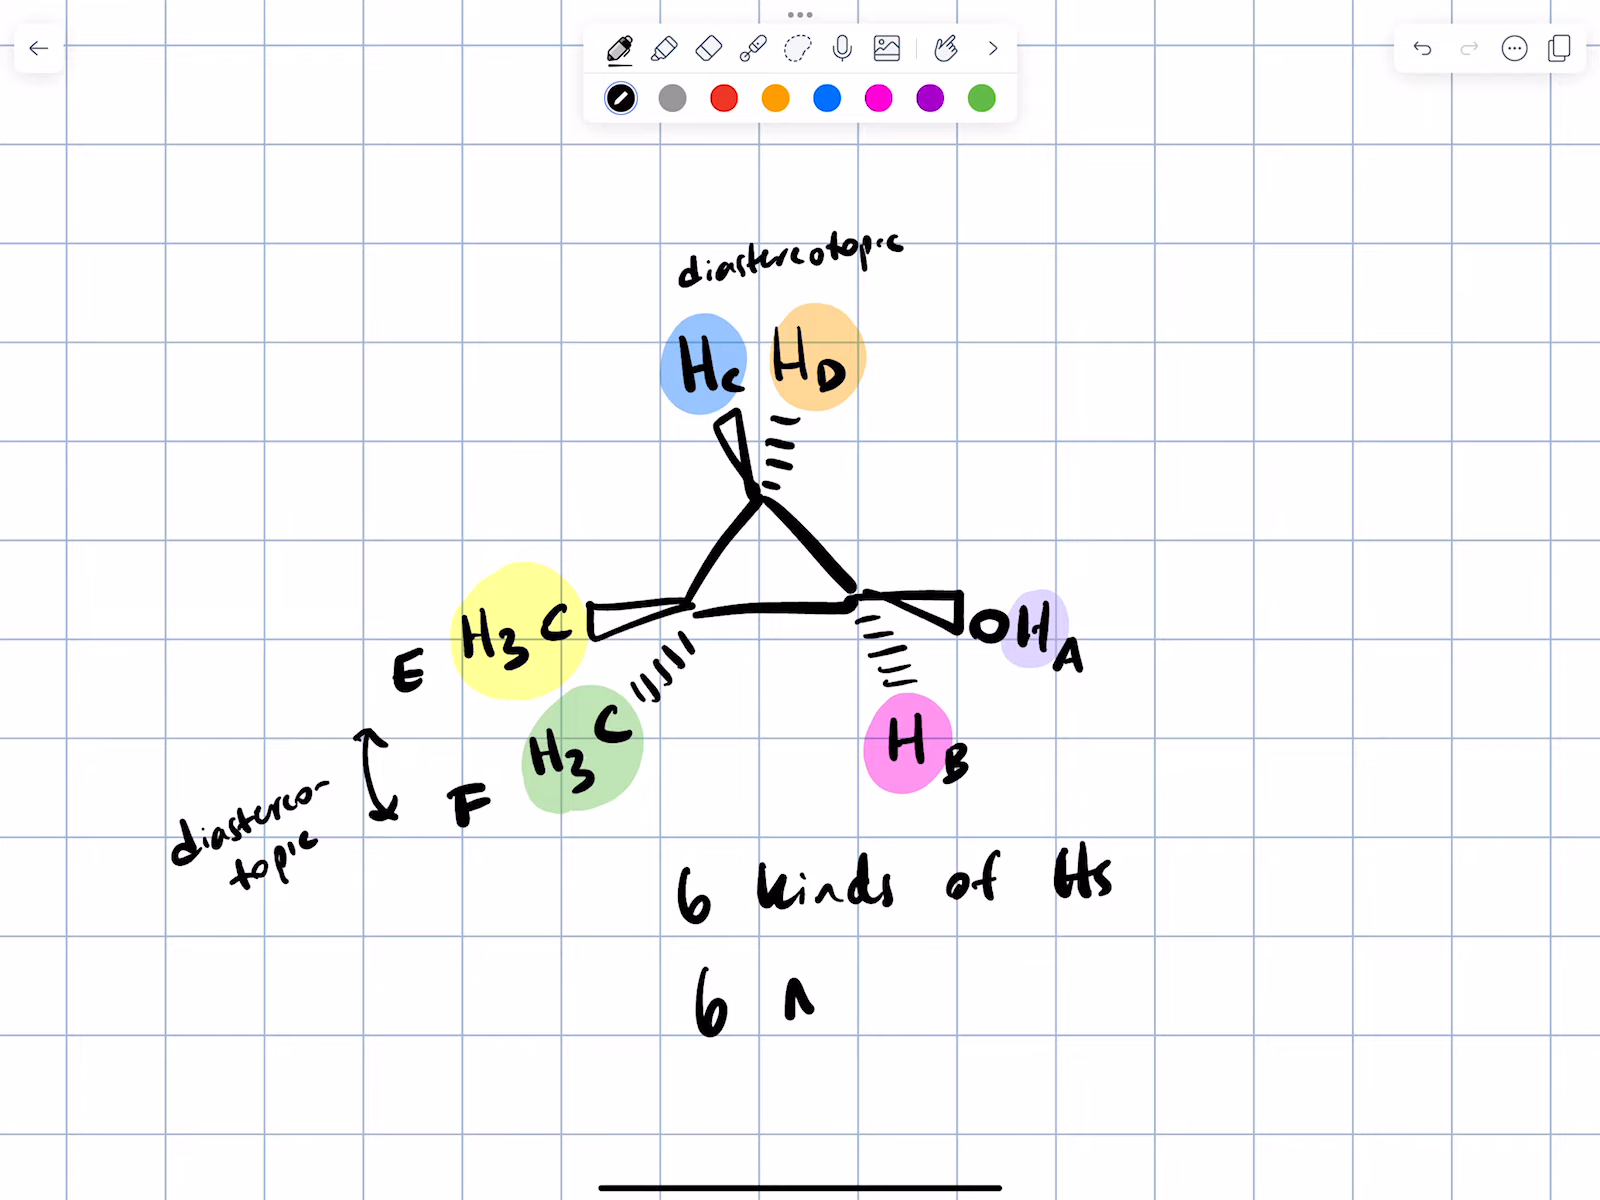 diastereotopic
Hc HD
H3C
OHA
E
H3C
HB
F
diastereo-
topic
6 kinds of Hs
6 n